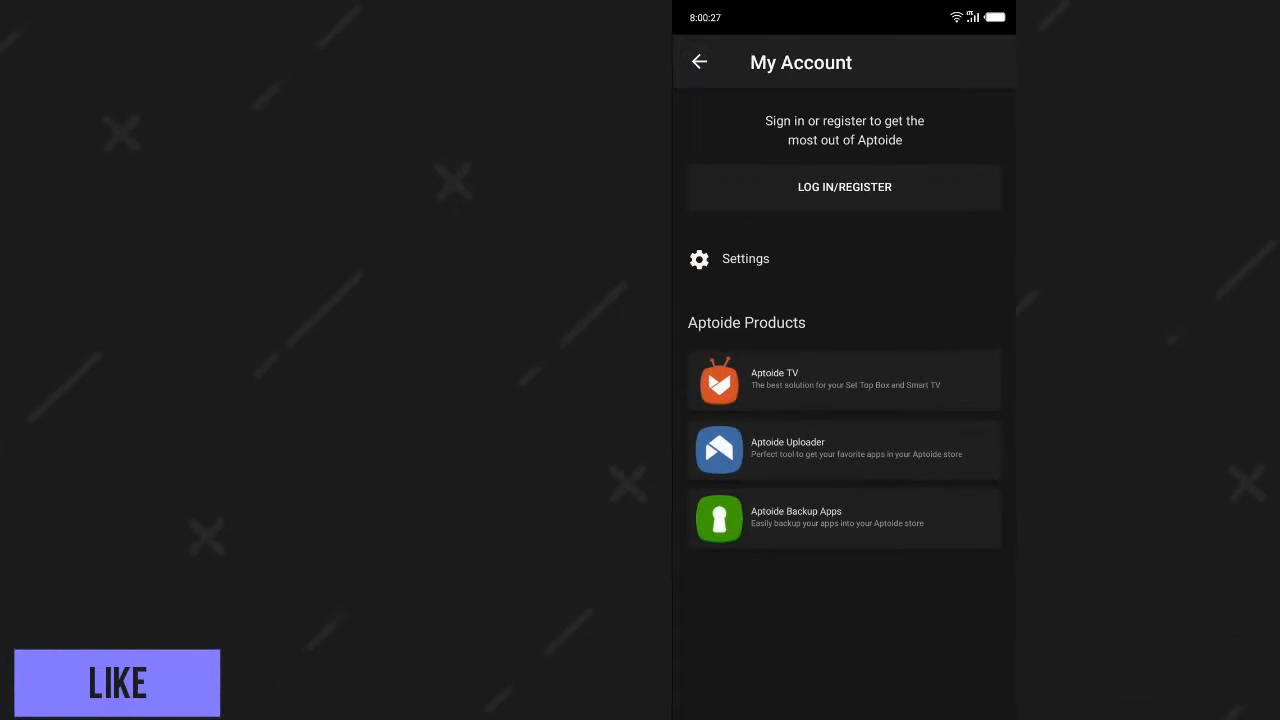 8:00:27
My Account
Sign in or register to get the
most out of Aptoide
LOG IN/REGISTER
Settings
Aptoide Products
Aptoide TV
The best solution for your Set Top Box and Smart TV
Aptoide Uploader
Perfect tool to get your favorite apps in your Aptoide store
Aptoide Backup Apps
Easily backup your apps into your Aptoide store
LIKE